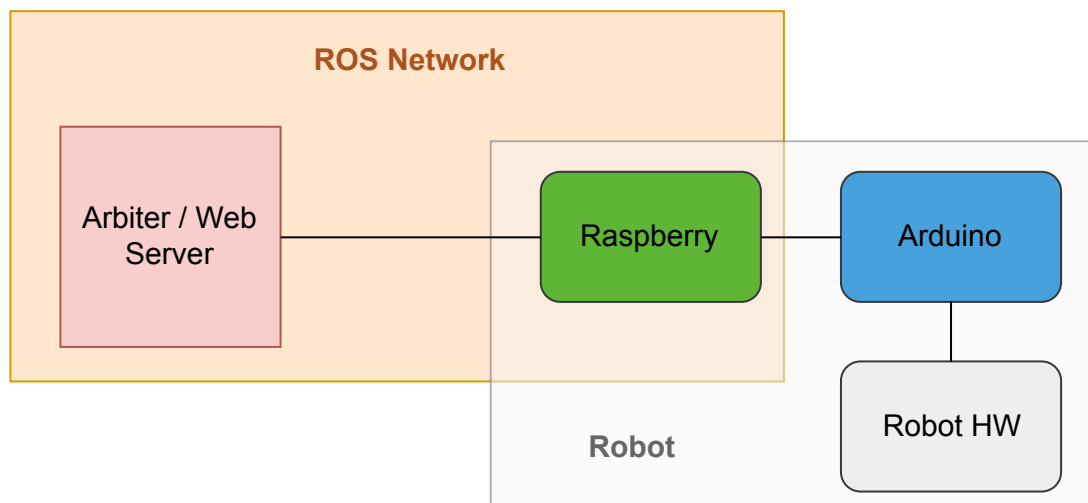 ROS Network
Arbiter / Web
Server
Raspberry
Arduino
Robot HW
Robot